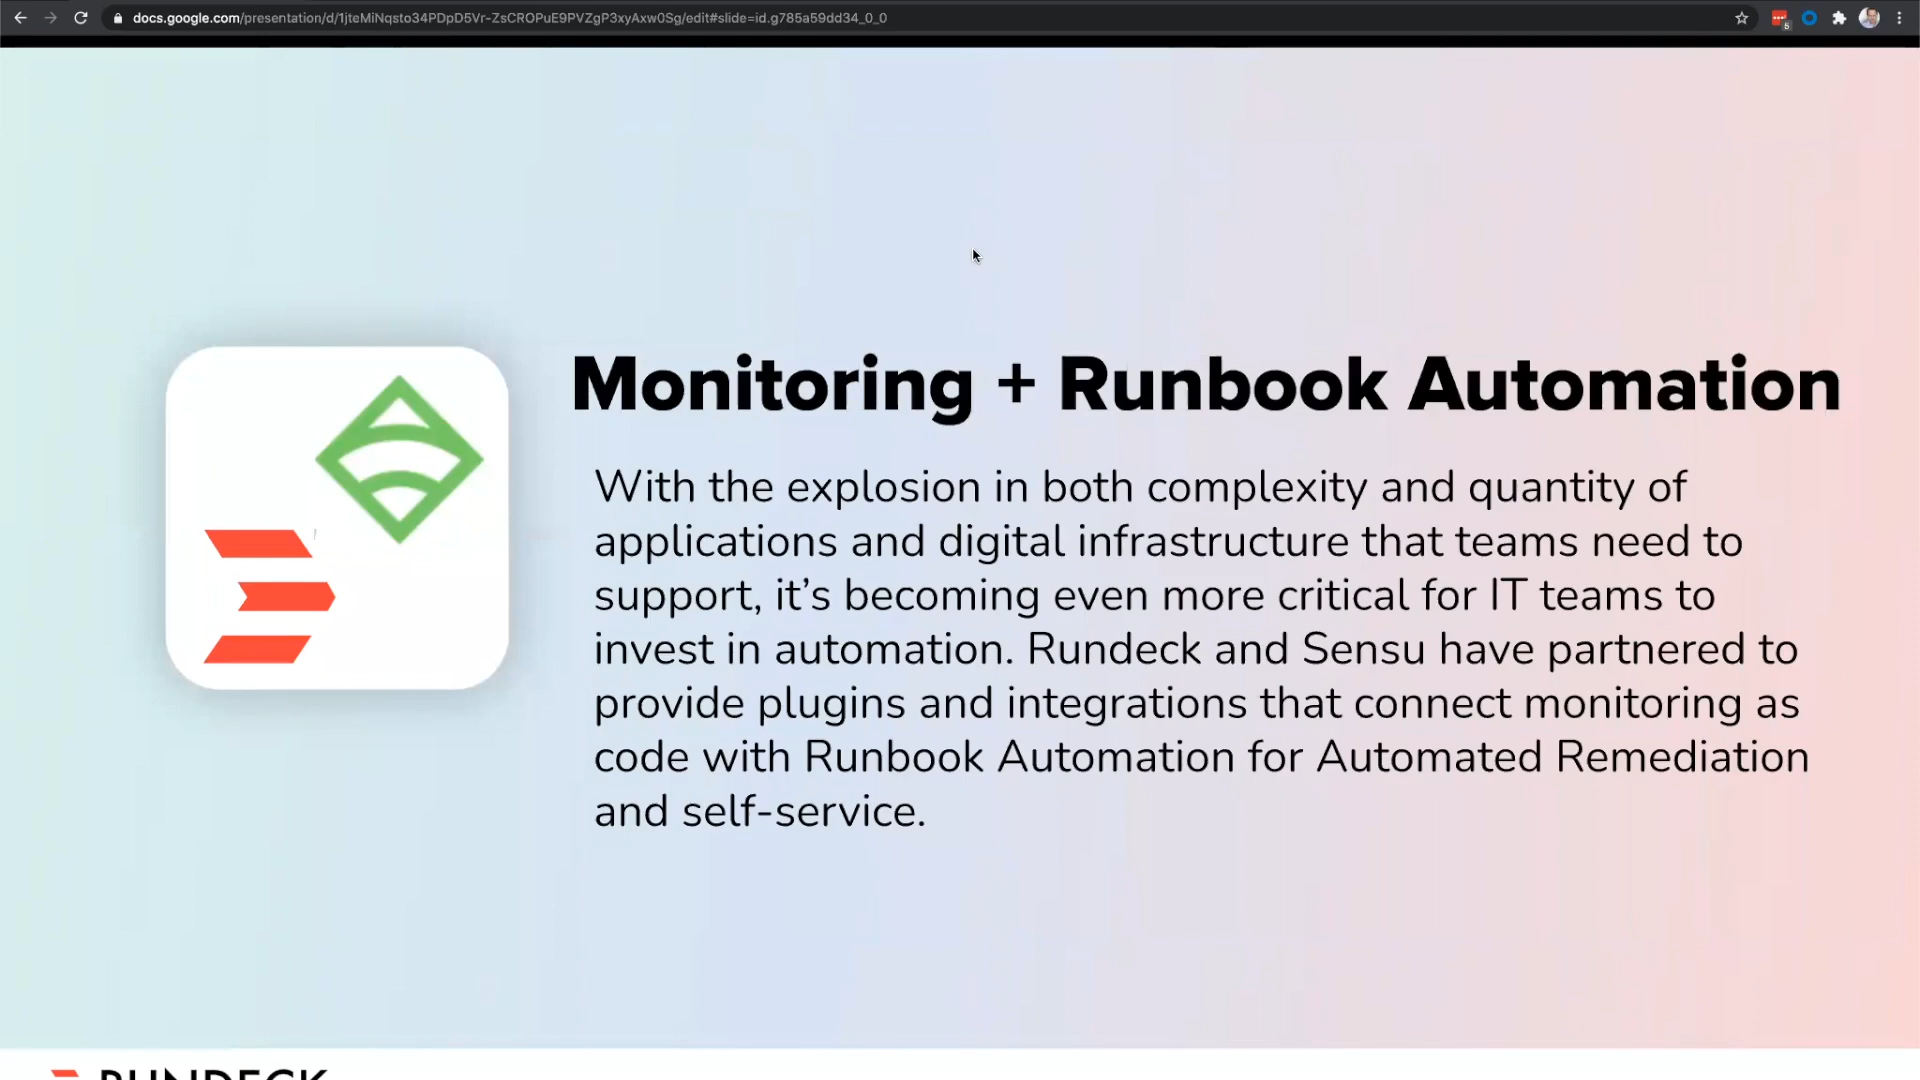 docs.google.com/presentation/d/1jteMiNqsto34PDpD5Vr-ZsCROPuE9PVZgP3xyAxw0Sg/edit#slide=id.g785a59dd34_0_0
6
Monitoring + Runbook Automation
With the explosion in both complexity and quantity of
applications and digital infrastructure that teams need to
support, it’s becoming even more critical for IT teams to
invest in automation. Rundeck and Sensu have partnered to
provide plugins and integrations that connect monitoring as
code with Runbook Automation for Automated Remediation
and self-service.
RUNDECK